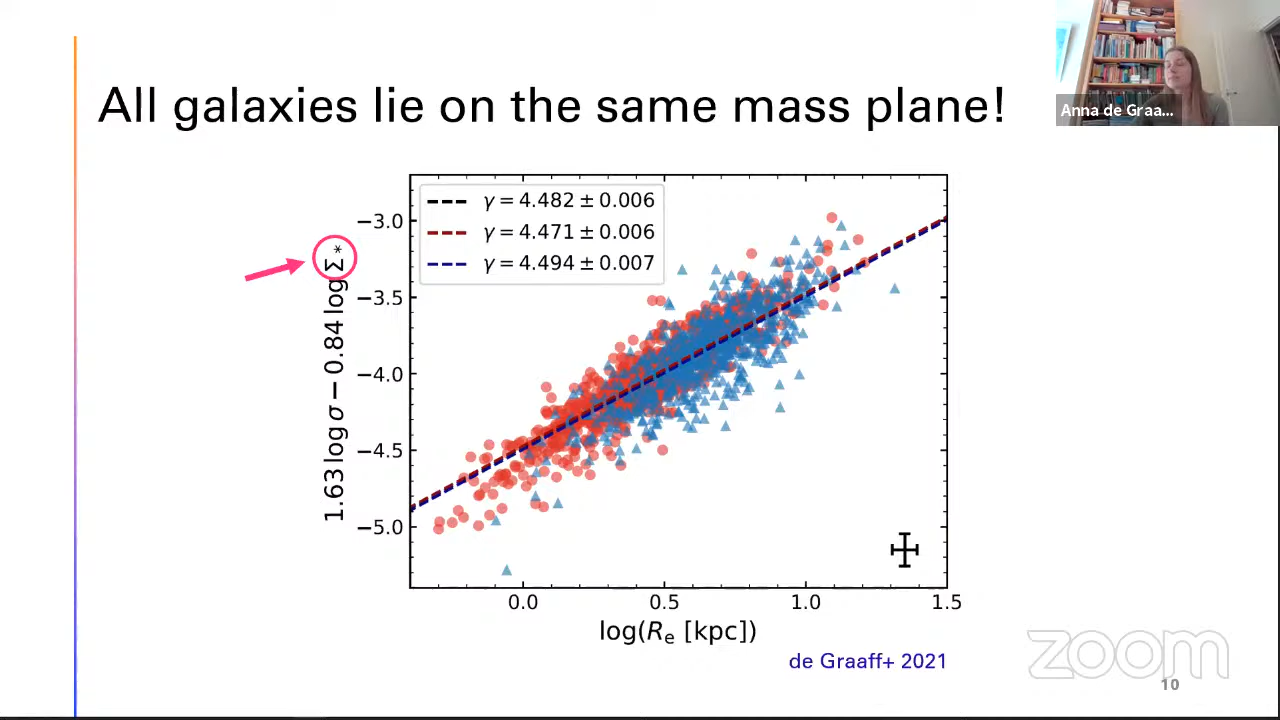 All galaxies lie on the same mass plane!
Anna de Graa...
γ = 4.482 ± 0.006
γ = 4.471 ± 0.006
γ = 4.494 ± 0.007
1.63 log σ − 0.84 log Σ*
−3.0
−3.5
−4.0
−4.5
−5.0
0.0 0.5 1.0 1.5
log(Re [kpc])
de Graaff+ 2021
zoom
10